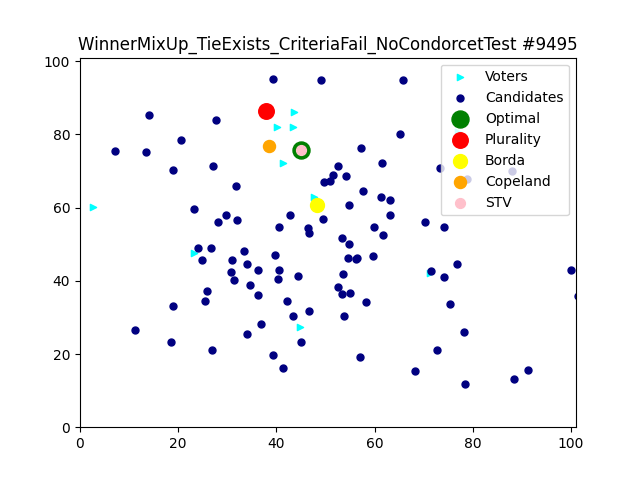 WinnerMixUp_TieExists_CriteriaFail_NoCondorcetTest #9495
100
80
60
40
20
0
0 20 40 60 80 100
Voters
Candidates
Optimal
Plurality
Borda
Copeland
STV